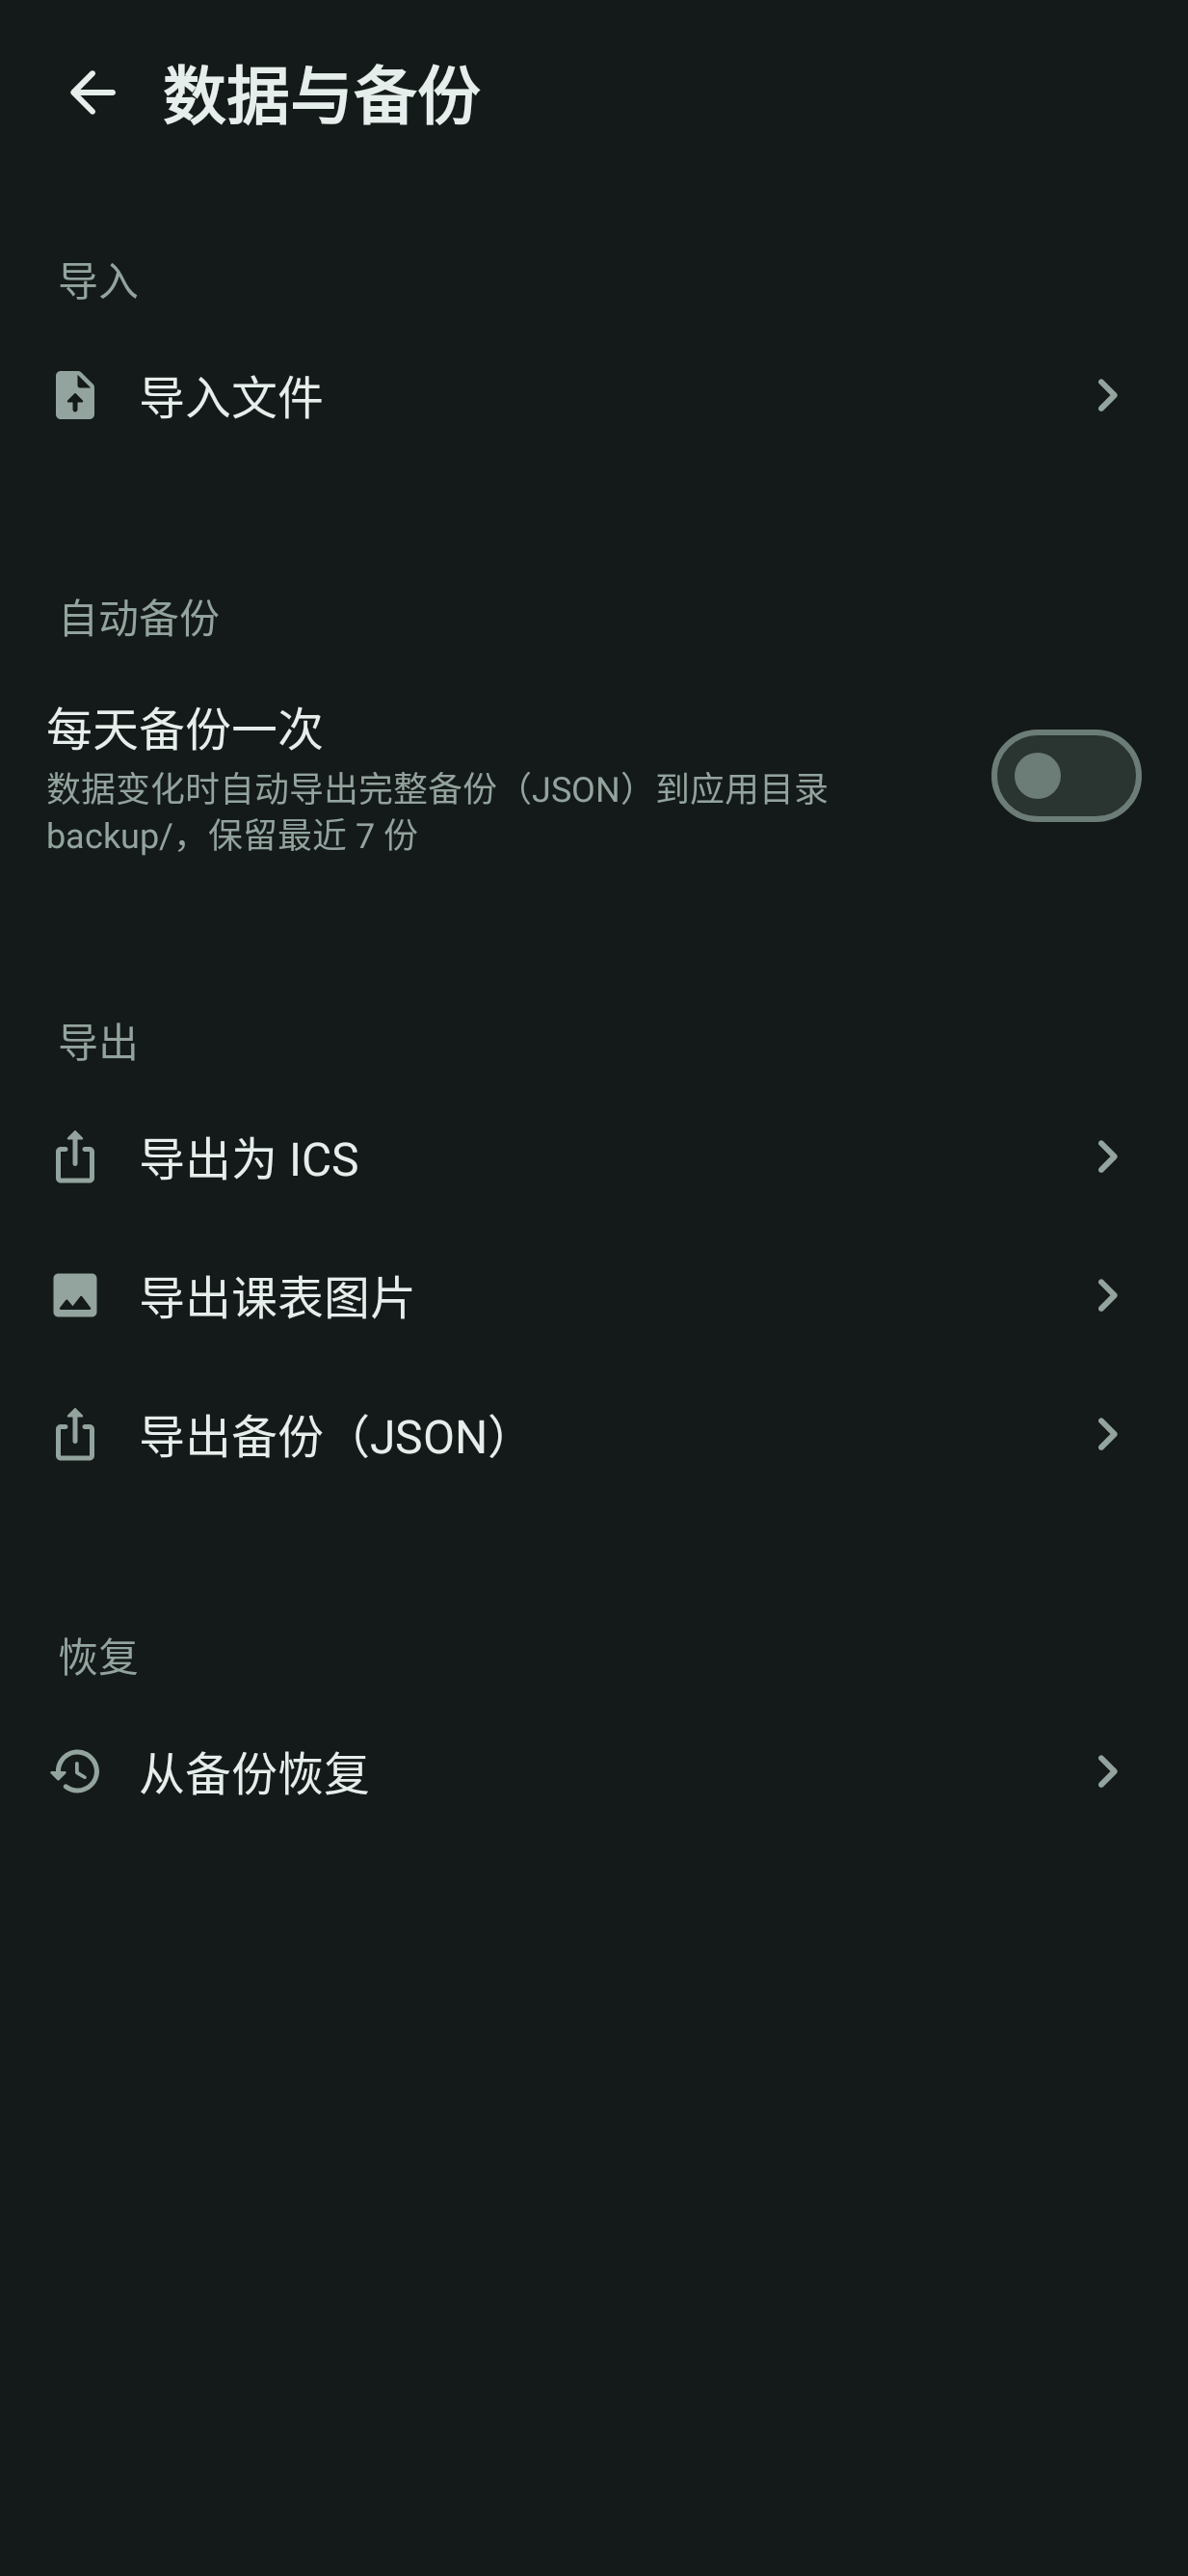 数据与备份
导入
导入文件
自动备份
每天备份一次
数据变化时自动导出完整备份（JSON）到应用目录
backup/，保留最近 7 份
导出
导出为 ICS
导出课表图片
导出备份（JSON）
恢复
从备份恢复